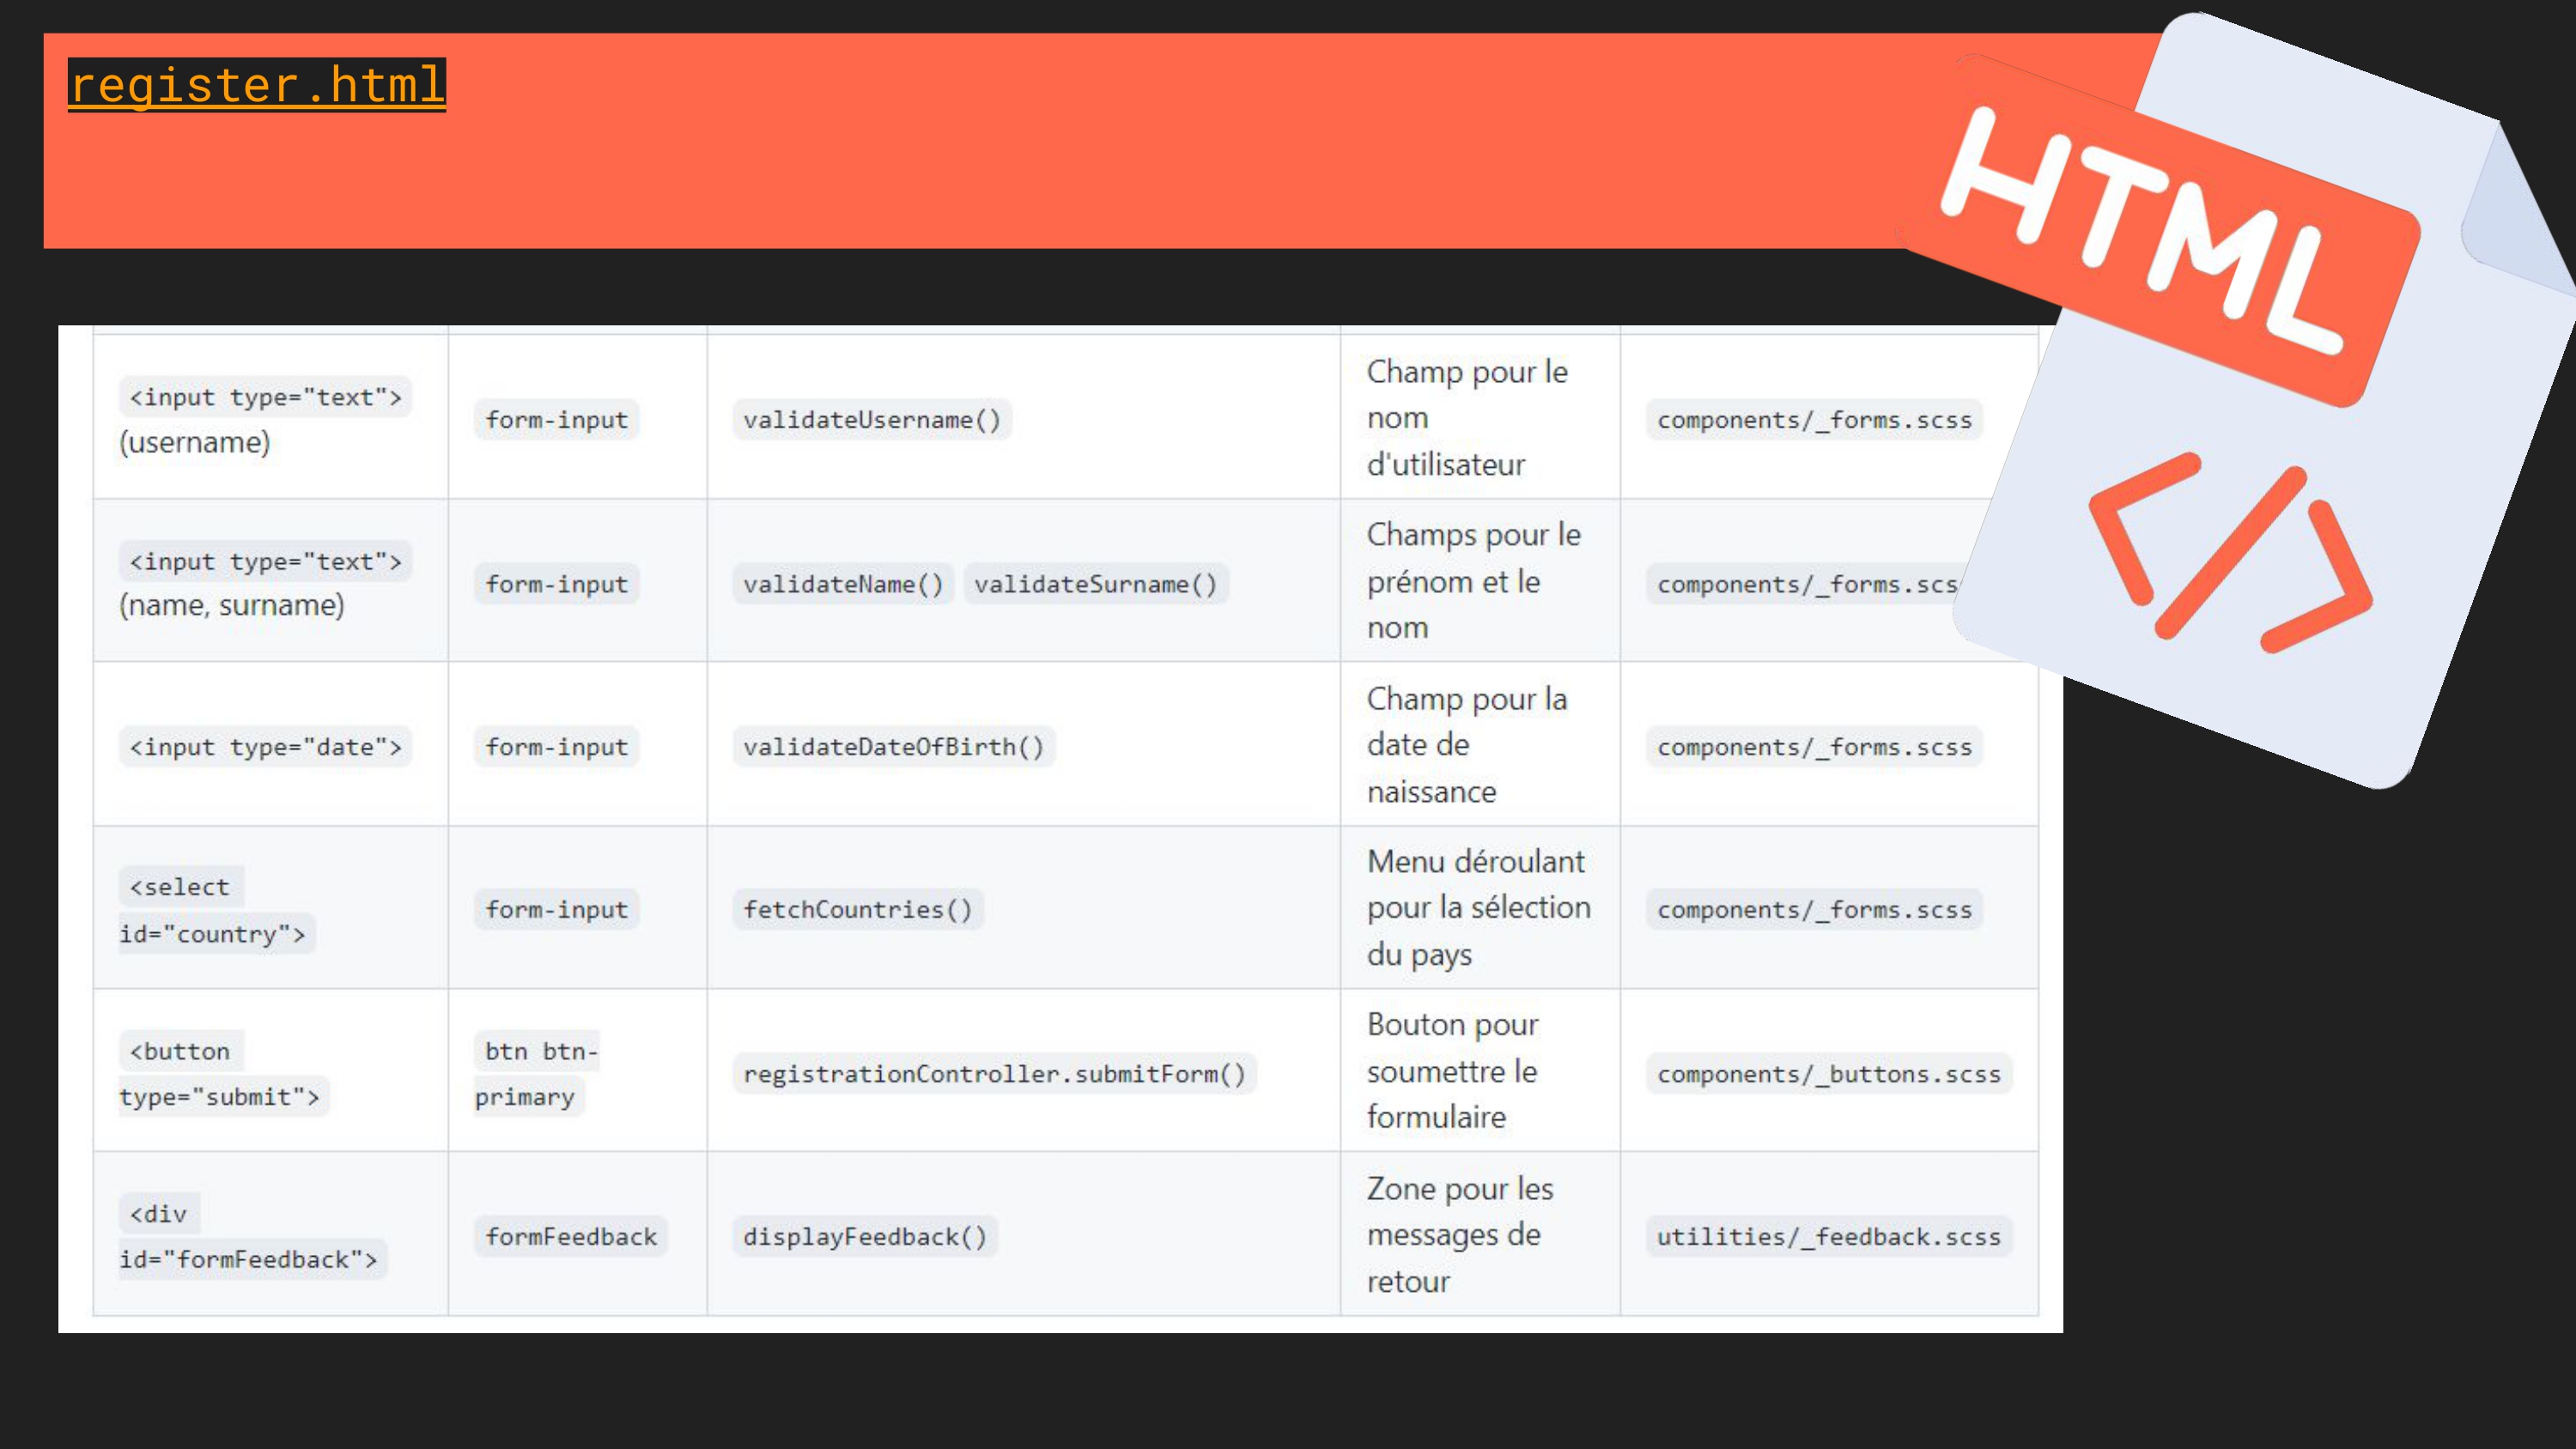 register.html
HTML
</>
<input type="text">
(username)
form-input
validateUsername()
Champ pour le
nom
d'utilisateur
components/_forms.scss
<input type="text">
(name, surname)
form-input
validateName() validateSurname()
Champs pour le
prénom et le
nom
components/_forms.scs
<input type="date">
form-input
validateDateOfBirth()
Champ pour la
date de
naissance
components/_forms.scss
<select
id="country">
form-input
fetchCountries()
Menu déroulant
pour la sélection
du pays
components/_forms.scss
<button
type="submit">
btn btn-
primary
registrationController.submitForm()
Bouton pour
soumettre le
formulaire
components/_buttons.scss
<div
id="formFeedback">
formFeedback
displayFeedback()
Zone pour les
messages de
retour
utilities/_feedback.scss